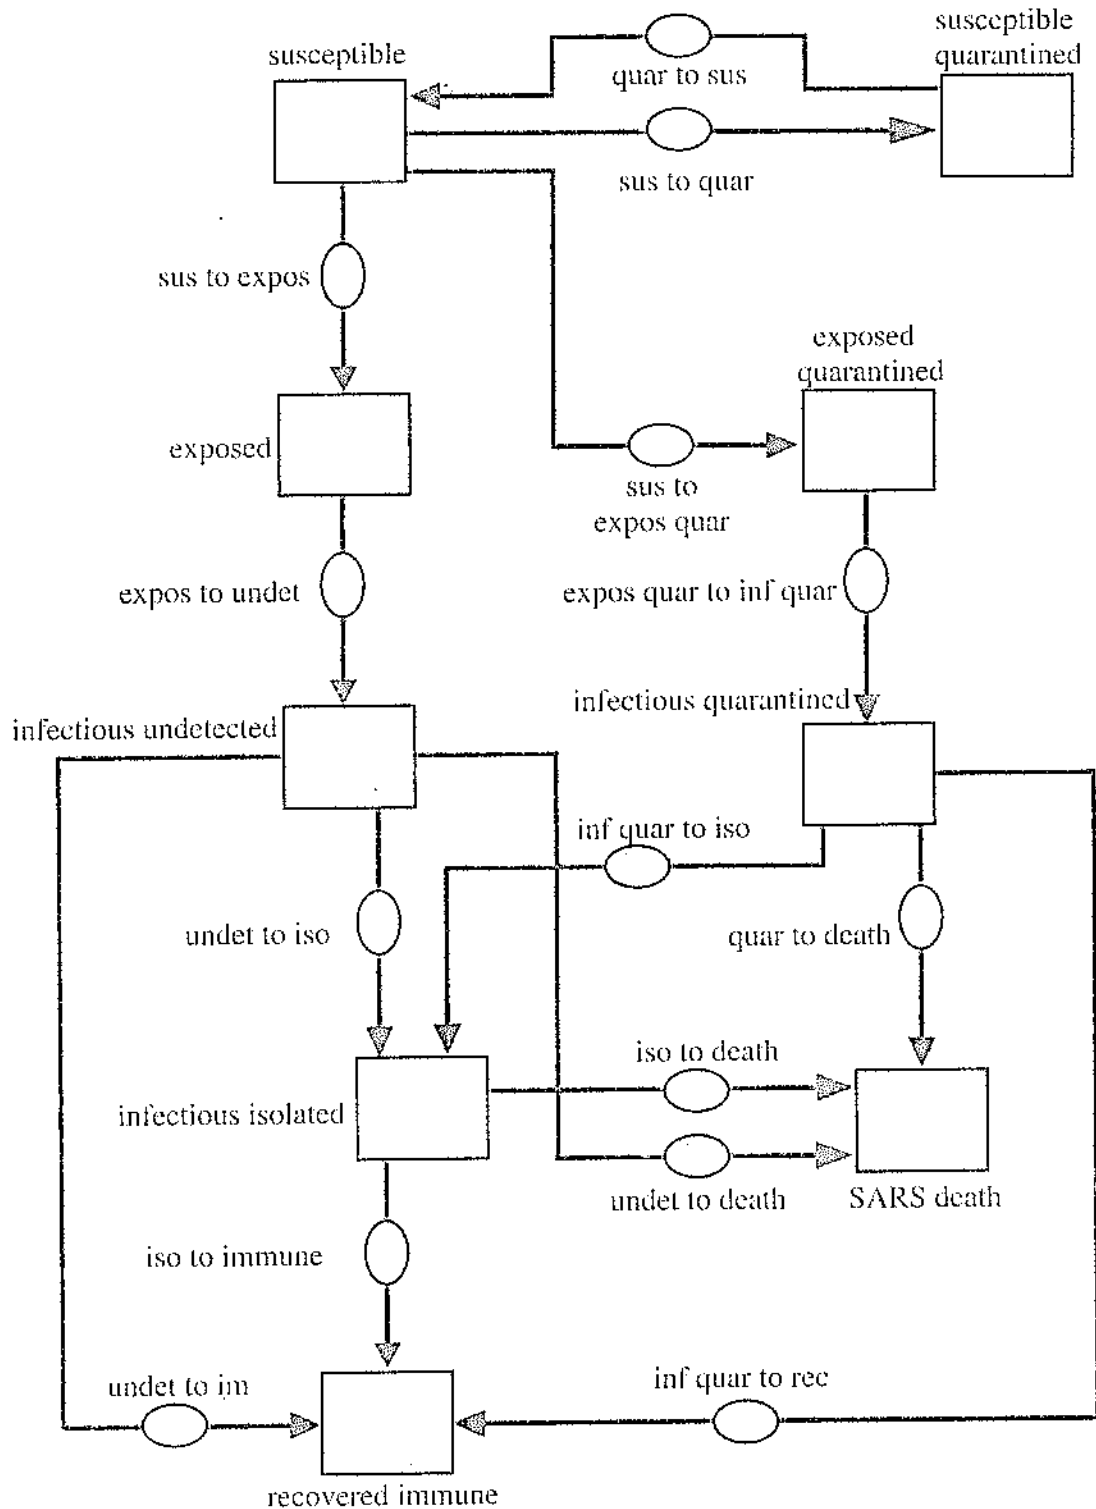 susceptible
quar to sus
susceptible
quarantined
sus to quar
sus to expos
exposed
quarantined
exposed
sus to
expos quar
expos to undet
expos quar to inf quar
infectious undetected
infectious quarantined
inf quar to iso
undet to iso
quar to death
iso to death
infectious isolated
undet to death
SARS death
iso to immune
undet to im
inf quar to rec
recovered immune